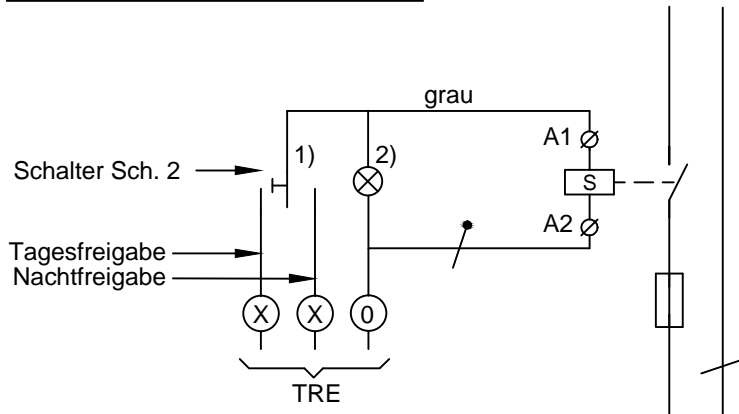 grau
A1
1)
2)
Schalter Sch. 2
S
A2
Tagesfreigabe
Nachtfreigabe
X
X
0
TRE